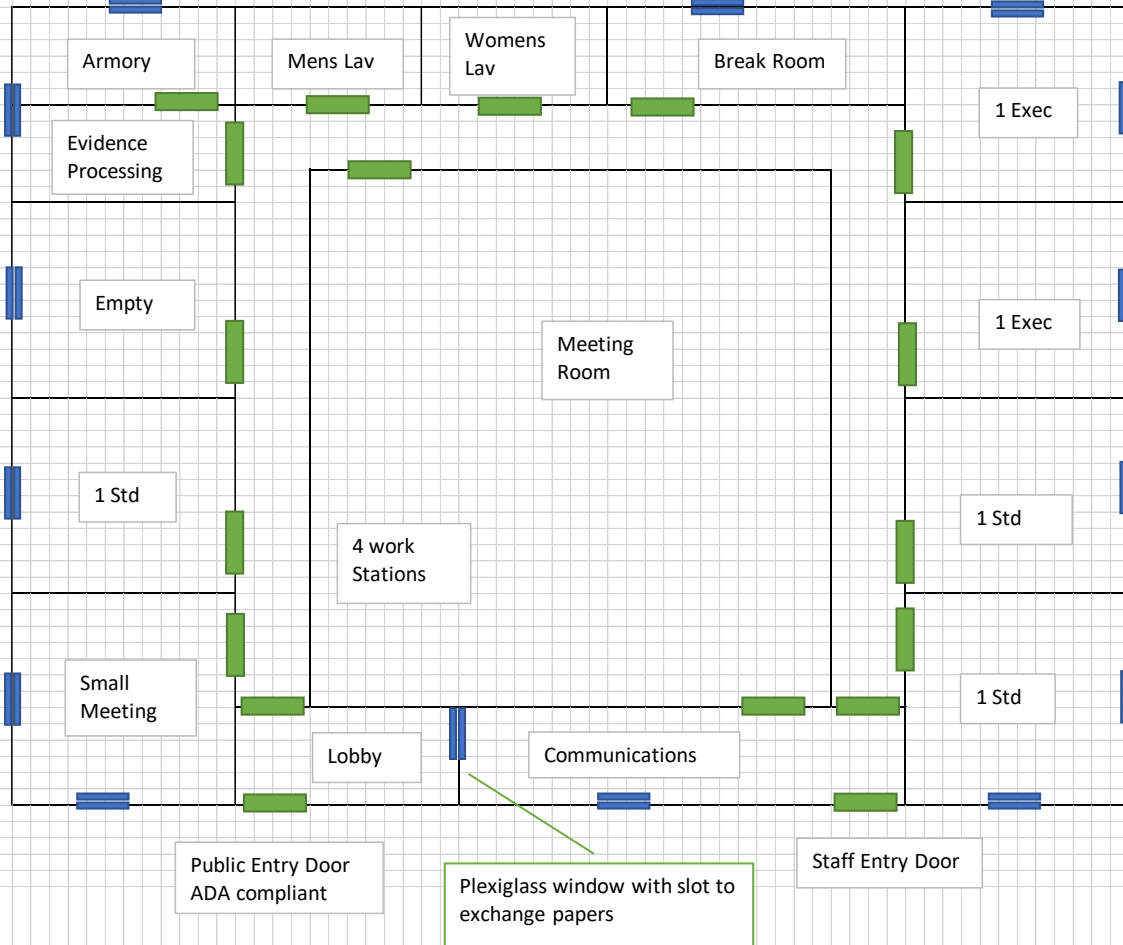 Armory
Mens Lav
Womens
Lav
Break Room
1 Exec
Evidence
Processing
Empty
1 Exec
Meeting
Room
1 Std
1 Std
4 work
Stations
Small
Meeting
1 Std
Lobby
Communications
Public Entry Door
ADA compliant
Staff Entry Door
Plexiglass window with slot to
exchange papers